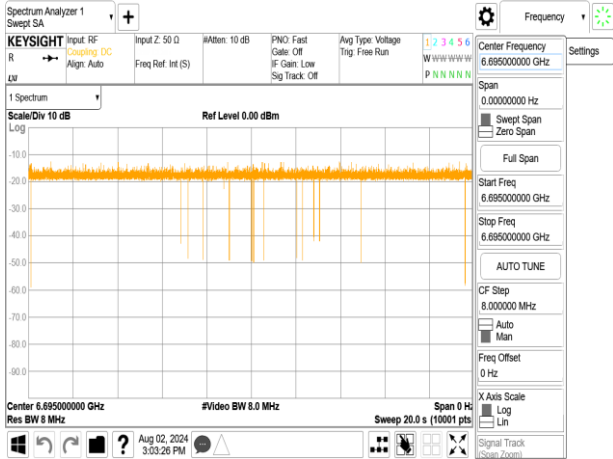 Spectrum Analyzer 1
Swept SA
Frequency
KEYSIGHT
R
LXI
Input: RF
Coupling: DC
Align: Auto
Input Z: 50 Ω
Freq Ref: Int (S)
#Atten: 10 dB
PNO: Fast
Gate: Off
IF Gain: Low
Sig Track: Off
Avg Type: Voltage
Trig: Free Run
1 2 3 4 5 6
W W W W W W
P N N N N N
1 Spectrum
Scale/Div 10 dB
Ref Level 0.00 dBm
Log
-10.0
-20.0
-30.0
-40.0
-50.0
-60.0
-70.0
-80.0
-90.0
Center 6.695000000 GHz
#Video BW 8.0 MHz
Span 0 Hz
Res BW 8 MHz
Sweep 20.0 s (10001 pts
Aug 02, 2024
3:03:26 PM
Center Frequency
6.695000000 GHz
Settings
Span
0.00000000 Hz
Swept Span
Zero Span
Full Span
Start Freq
6.695000000 GHz
Stop Freq
6.695000000 GHz
AUTO TUNE
CF Step
8.000000 MHz
Auto
Man
Freq Offset
0 Hz
X Axis Scale
Log
Lin
Signal Track
(Span Zoom)